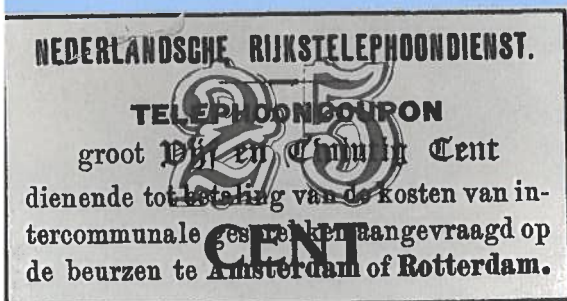 NEDERLANDSCHE RIJKSTELEPHOONDIENST.
25
TELEPHOONCOUPON
groot Vijf en Twintig Cent
dienende tot betaling van de kosten van in-
tercommunale gesprekken aangevraagd op
CENT
de beurzen te Amsterdam of Rotterdam.